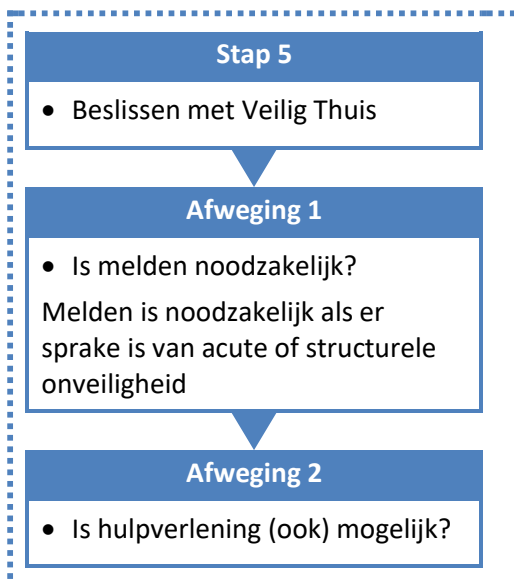 Stap 5
• Beslissen met Veilig Thuis
Afweging 1
• Is melden noodzakelijk?
Melden is noodzakelijk als er
sprake is van acute of structurele
onveiligheid
Afweging 2
• Is hulpverlening (ook) mogelijk?